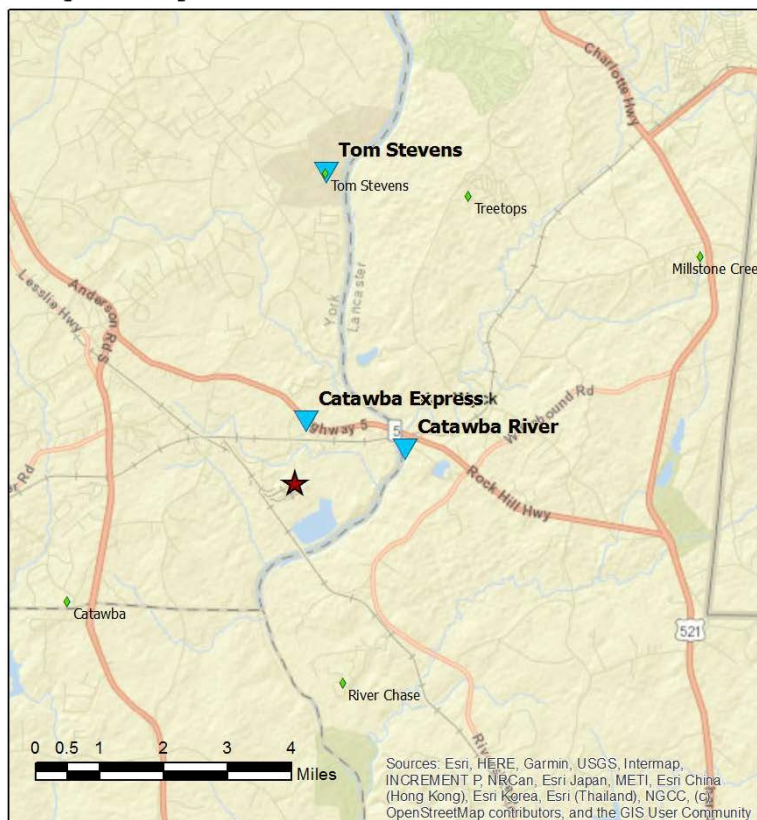 Charlotte Hwy
Tom Stevens
Tom Stevens
Treetops
Millstone Cree
Lesslie Hwy
Anderson Rd S
York
Lancaster
Catawba Express
ghway 5
5
Catawba River
Rd
Rock Hill Hwy
er Rd
Catawba
521
River Chase
0 0.5 1 2 3 4
Miles
Sources: Esri, HERE, Garmin, USGS, Intermap,
INCREMENT P, NRCan, Esri Japan, METI, Esri China
(Hong Kong), Esri Korea, Esri (Thailand), NGCC, (c)
OpenStreetMap contributors, and the GIS User Community